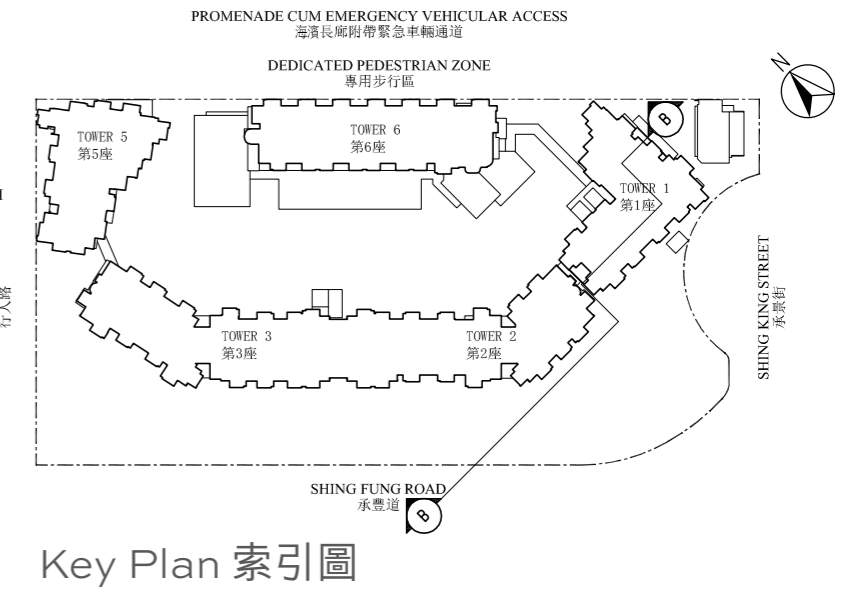 PROMENADE CUM EMERGENCY VEHICULAR ACCESS
海濱長廊附帶緊急車輛通道
DEDICATED PEDESTRIAN ZONE
專用步行區
N
TOWER 5
第5座
TOWER 6
第6座
B
TOWER 1
第1座
SHING KING STREET
承景街
行人路
TOWER 3
第3座
TOWER 2
第2座
SHING FUNG ROAD
承豐道
B
Key Plan 索引圖